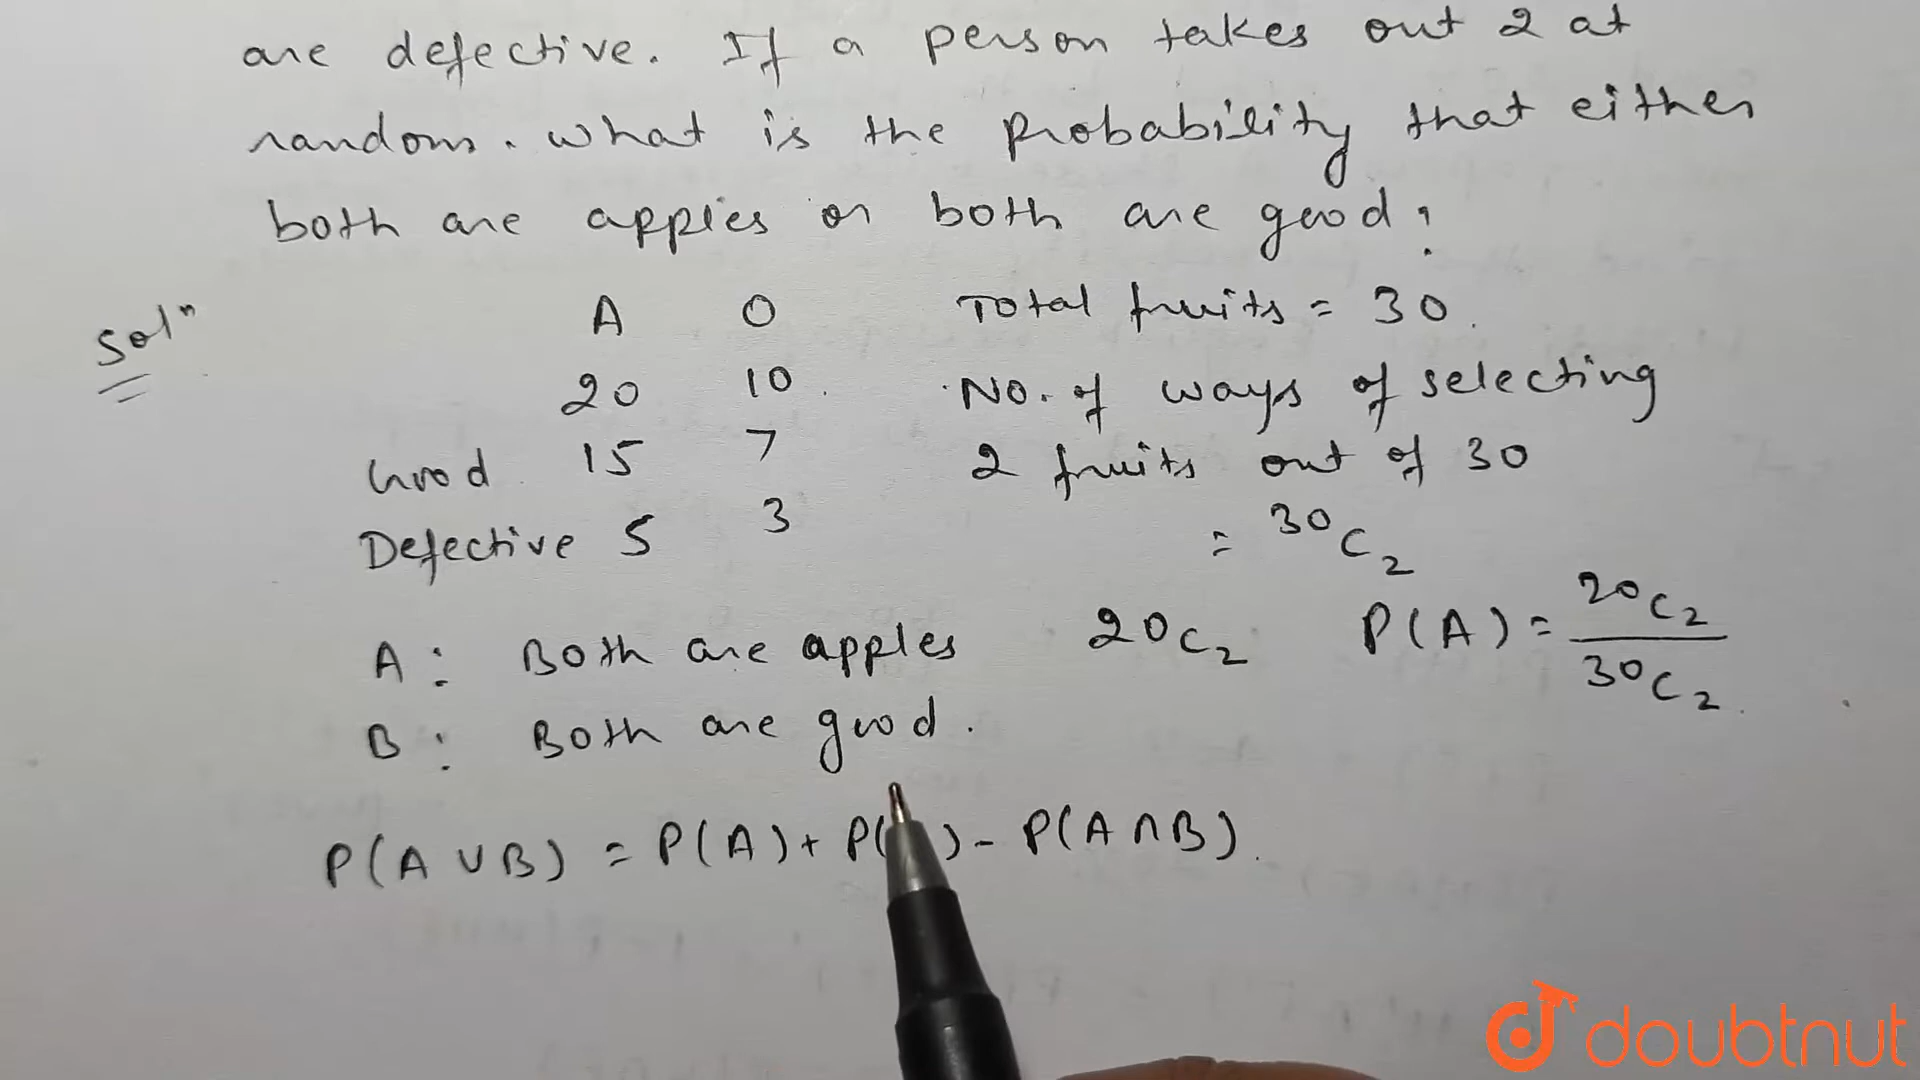 are defective. If a person takes out 2 at
random. what is the probability that either
both are apples or both are good?
Solⁿ
A O
20 10
Good 15 7
Defective 5 3
Total fruits = 30.
No. of ways of selecting
2 fruits out of 30
= ³⁰C₂
A : Both are apples 20C₂ P(A) = ²⁰C₂ / ³⁰C₂
B : Both are good.
P(A ∪ B) = P(A) + P( ) - P(A ∩ B).
doubtnut